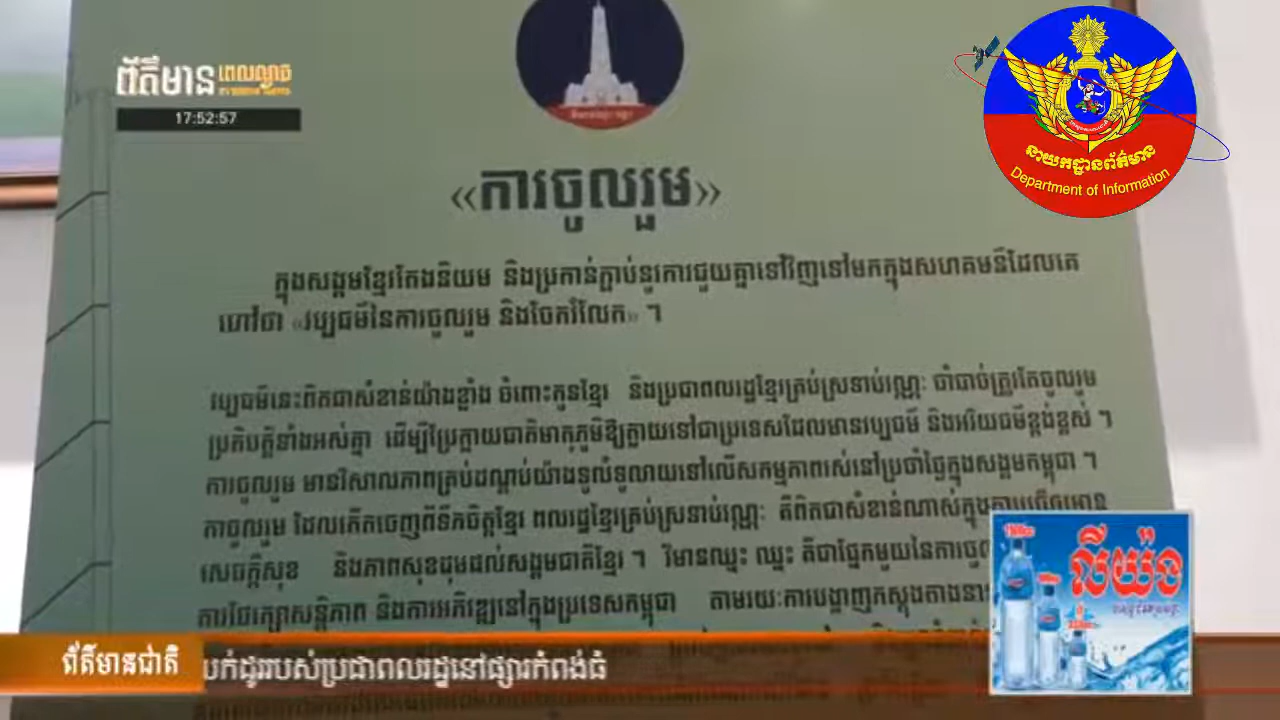 ព័ត៌មាន ពេលល្ងាច
17:52:57
នាយកដ្ឋានព័ត៌មាន
Department of Information
‹‹ការចូលរួម››
ក្នុងសង្គមខ្មែរតែងនិយម និងប្រកាន់ភ្ជាប់នូវការជួយគ្នាទៅវិញទៅមកក្នុងសហគមន៍ដែលគេ
ហៅថា ‹‹វប្បធម៌នៃការចូលរួម និងចែករំលែក›› ។
វប្បធម៌នេះពិតជាសំខាន់យ៉ាងខ្លាំង ចំពោះកូនខ្មែរ និងប្រជាពលរដ្ឋខ្មែរគ្រប់ស្រទាប់វណ្ណៈ ចាំបាច់ត្រូវតែចូលរួម
ប្រតិបត្តិទាំងអស់គ្នា ដើម្បីប្រែក្លាយជាតិមាតុភូមិឱ្យក្លាយទៅជាប្រទេសដែលមានវប្បធម៌ និងអរិយធម៌ខ្ពង់ខ្ពស់ ។
ការចូលរួម មានវិសាលភាពគ្រប់ដណ្តប់យ៉ាងទូលំទូលាយទៅលើសកម្មភាពរស់នៅប្រចាំថ្ងៃក្នុងសង្គមកម្ពុជា ។
កាចូលរួម ដែលកើតចេញពីទឹកចិត្តខ្មែរ ពលរដ្ឋខ្មែរគ្រប់ស្រទាប់វណ្ណៈ គឺពិតជាសំខាន់ណាស់ក្នុង
សេចក្តីសុខ និងភាពសុខដុមដល់សង្គមជាតិខ្មែរ ។ វិមានឈ្នះ ឈ្នះ គឺជាផ្នែកមួយនៃការចូ
ការថែរក្សាសន្តិភាព និងការអភិវឌ្ឍនៅក្នុងប្រទេសកម្ពុជា តាមរយៈការបង្ហាញ
1500cc
លីយ៉ុង
ព័ត៌មានជាតិ
បក់ដូររបស់ប្រជាពលរដ្ឋនៅផ្សារកំពង់ធំ